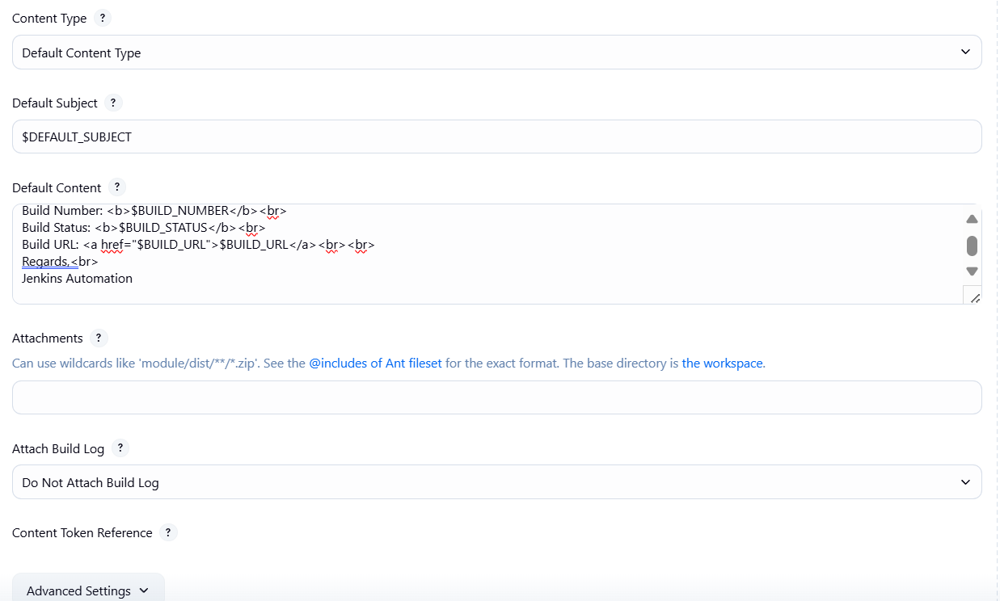 Content Type ?
Default Content Type
Default Subject ?
$DEFAULT_SUBJECT
Default Content ?
Build Number: <b>$BUILD_NUMBER</b><br>
Build Status: <b>$BUILD_STATUS</b><br>
Build URL: <a href="$BUILD_URL">$BUILD_URL</a><br><br>
Regards,<br>
Jenkins Automation
Attachments ?
Can use wildcards like 'module/dist/**/*.zip'. See the @includes of Ant fileset for the exact format. The base directory is the workspace.
Attach Build Log ?
Do Not Attach Build Log
Content Token Reference ?
Advanced Settings